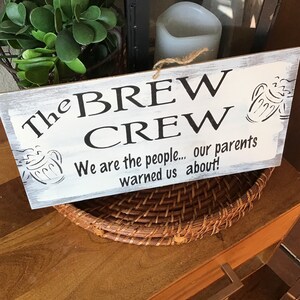 The BREW
CREW
We are the people... our parents
warned us about!